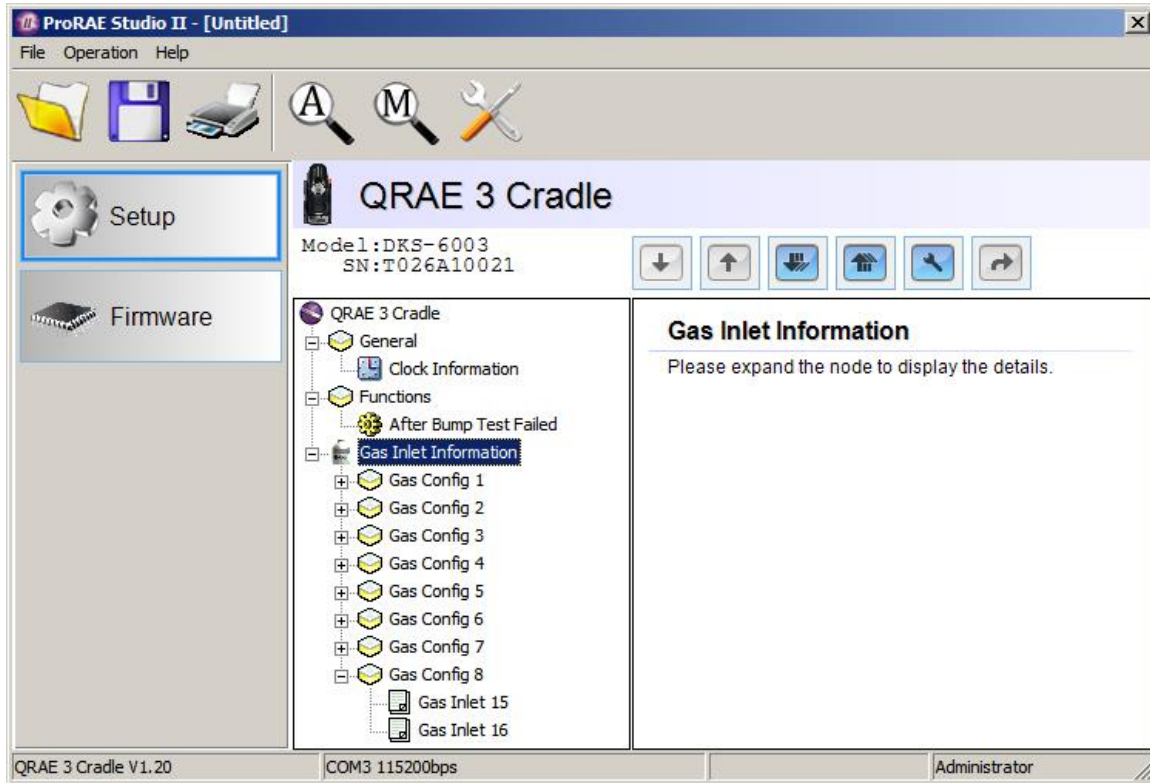 ProRAE Studio II - [Untitled]
File Operation Help
A M
Setup
Firmware
QRAE 3 Cradle
Model:DKS-6003
SN:T026A10021
QRAE 3 Cradle
General
Clock Information
Functions
After Bump Test Failed
Gas Inlet Information
Gas Config 1
Gas Config 2
Gas Config 3
Gas Config 4
Gas Config 5
Gas Config 6
Gas Config 7
Gas Config 8
Gas Inlet 15
Gas Inlet 16
Gas Inlet Information
Please expand the node to display the details.
QRAE 3 Cradle V1.20 COM3 115200bps Administrator